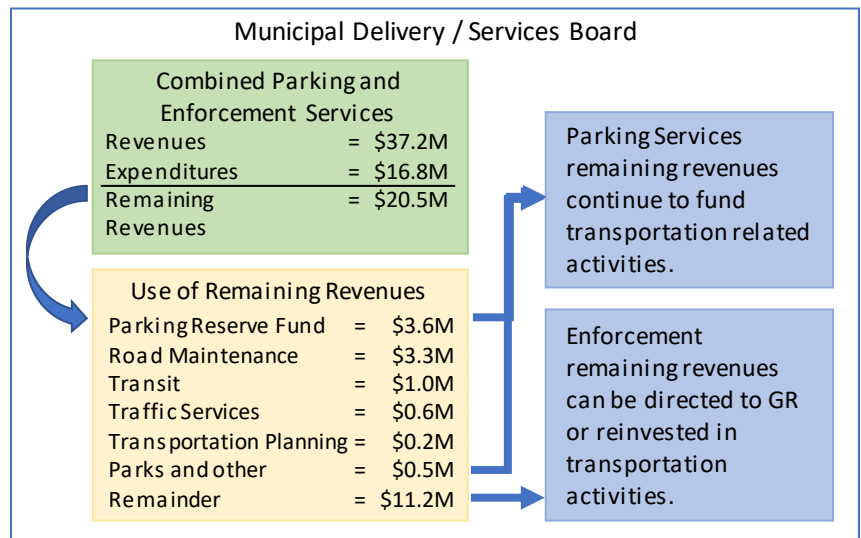 Municipal Delivery / Services Board
Combined Parking and
Enforcement Services
Revenues = $37.2M
Expenditures = $16.8M
Remaining = $20.5M
Revenues
Use of Remaining Revenues
Parking Reserve Fund = $3.6M
Road Maintenance = $3.3M
Transit = $1.0M
Traffic Services = $0.6M
Transportation Planning = $0.2M
Parks and other = $0.5M
Remainder = $11.2M
Parking Services
remaining revenues
continue to fund
transportation related
activities.
Enforcement
remaining revenues
can be directed to GR
or reinvested in
transportation
activities.